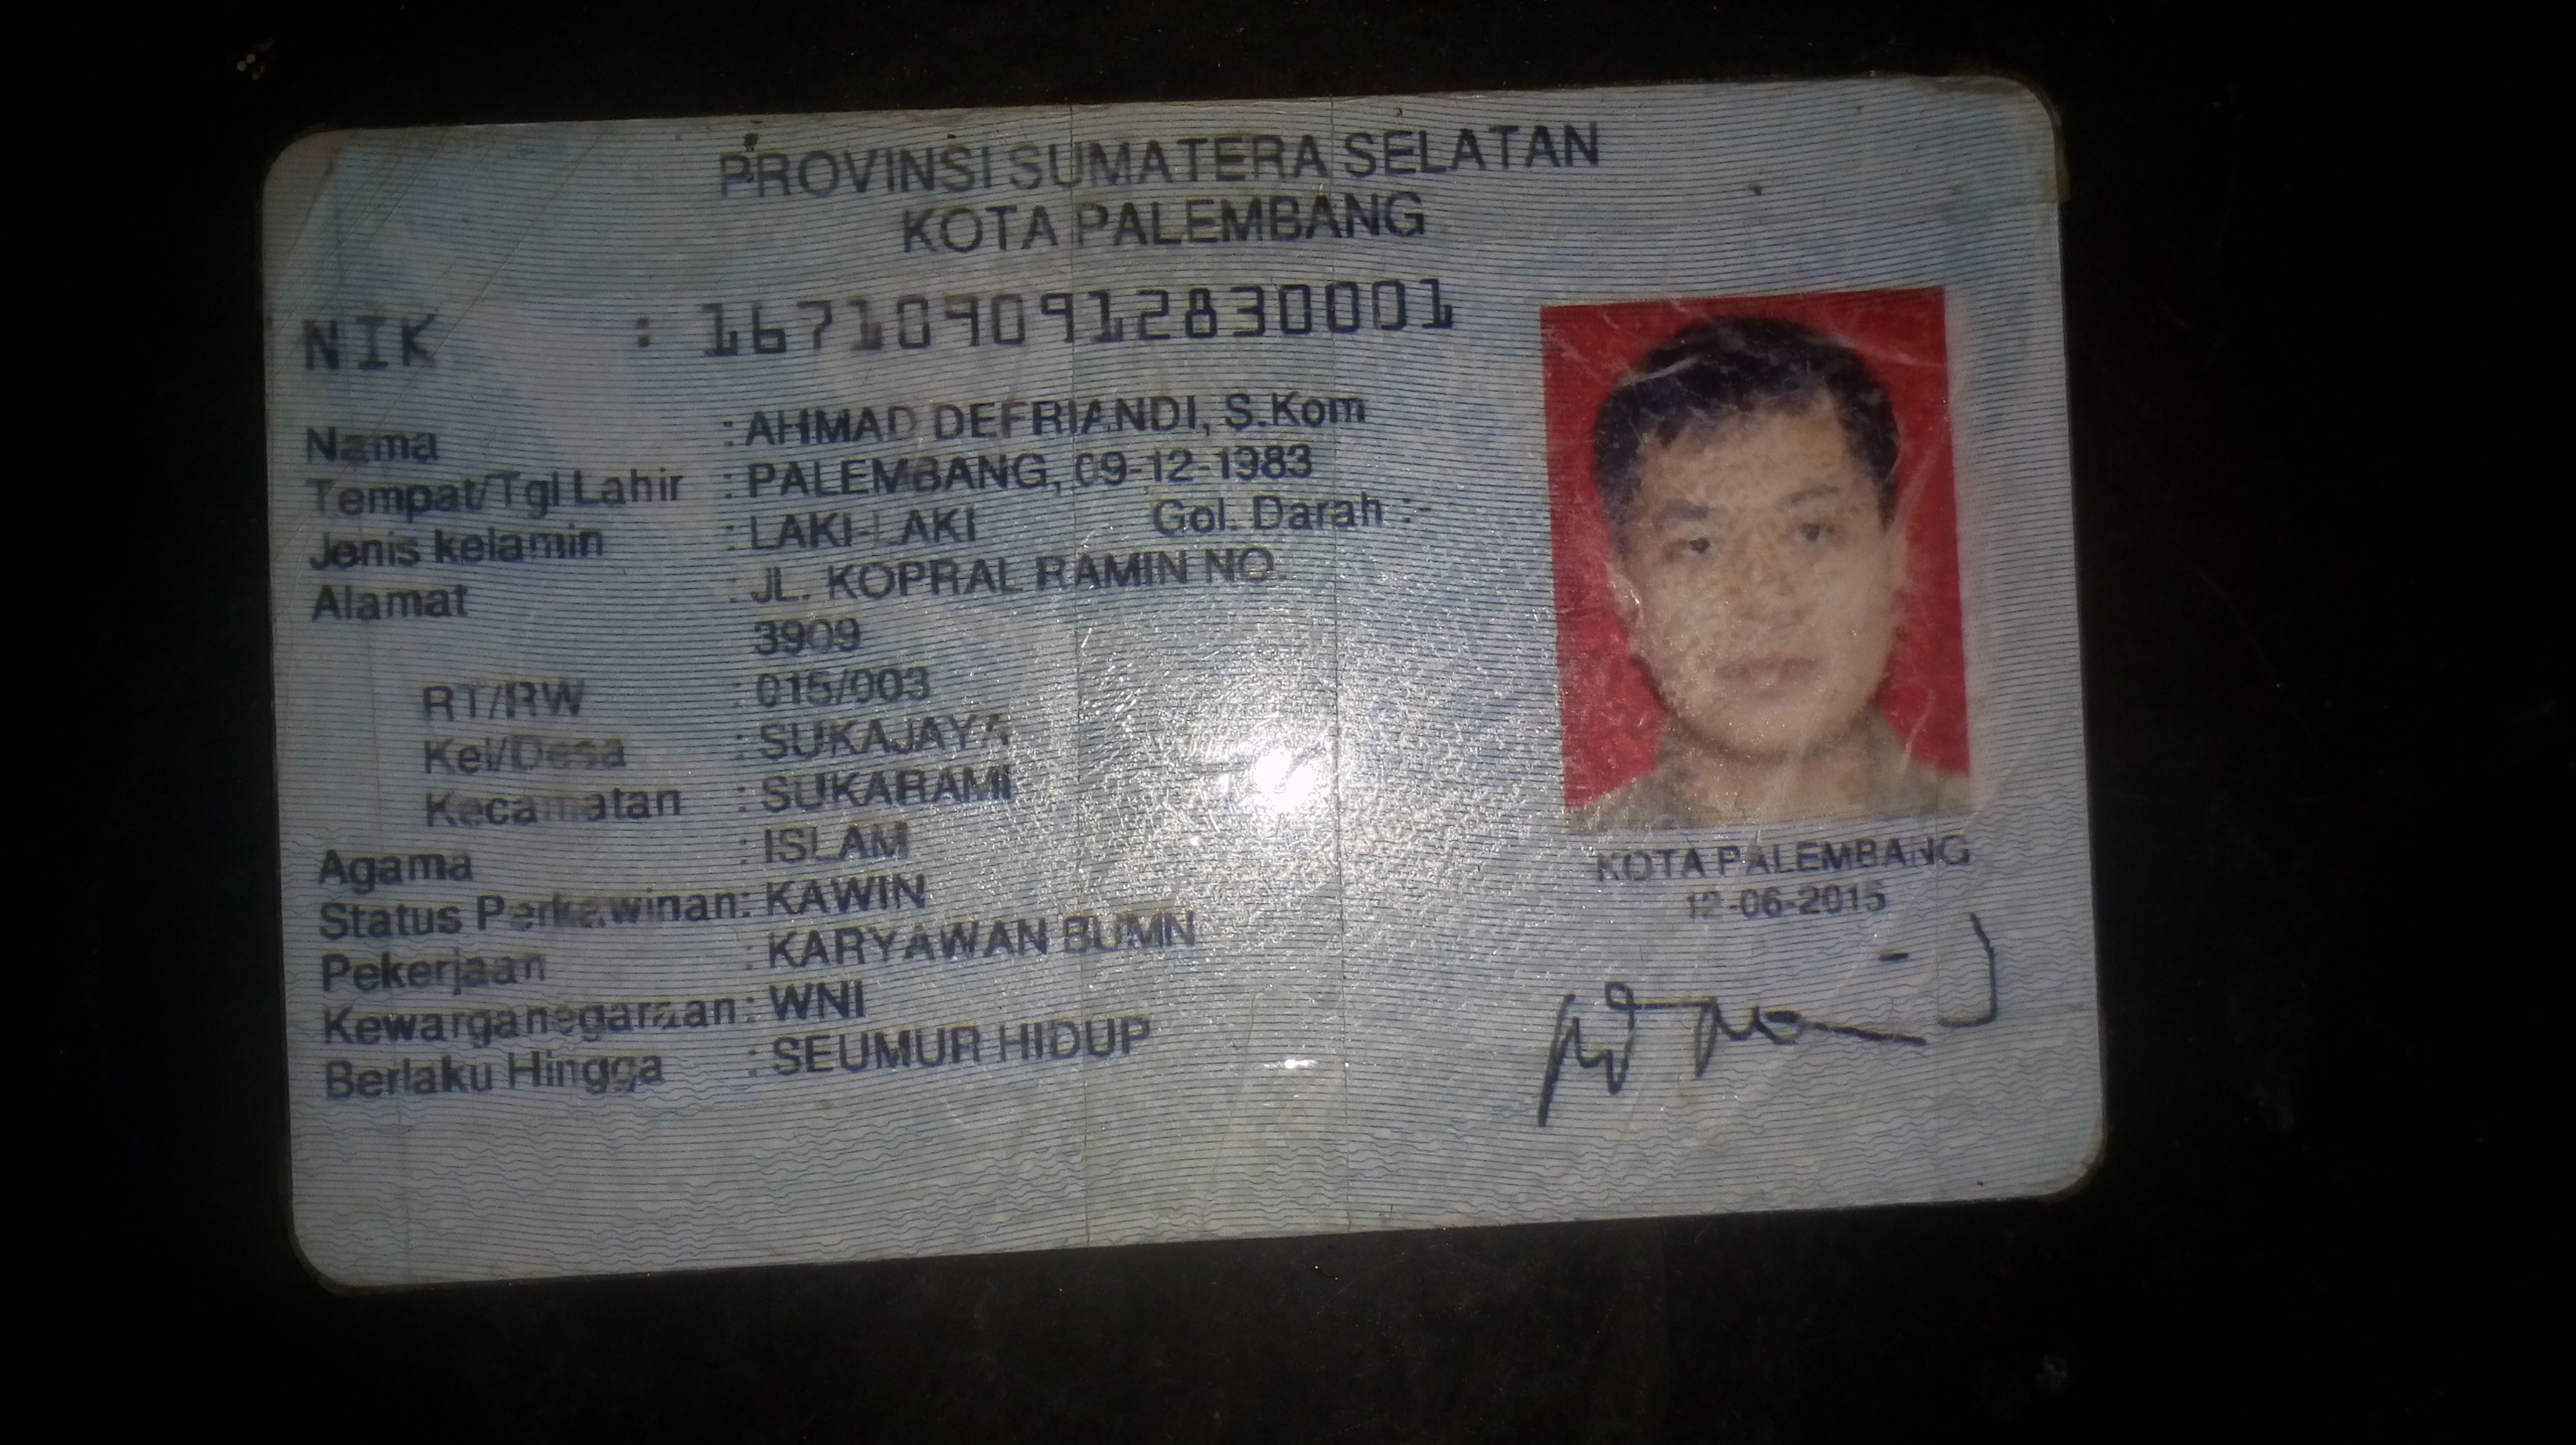 PROVINSI SUMATERA SELATAN
KOTA PALEMBANG
NIK : 1671090912830001
Nama : AHMAD DEFRIANDI, S.Kom
Tempat/Tgl Lahir : PALEMBANG, 09-12-1983
Jenis kelamin : LAKI-LAKI Gol. Darah :-
Alamat : JL. KOPRAL RAMIN NO.
3909
RT/RW : 015/003
Kel/Desa : SUKAJAYA
Kecamatan : SUKARAMI
Agama : ISLAM
Status Perkawinan: KAWIN
Pekerjaan : KARYAWAN BUMN
Kewarganegaraan: WNI
Berlaku Hingga : SEUMUR HIDUP
KOTA PALEMBANG
12-06-2015